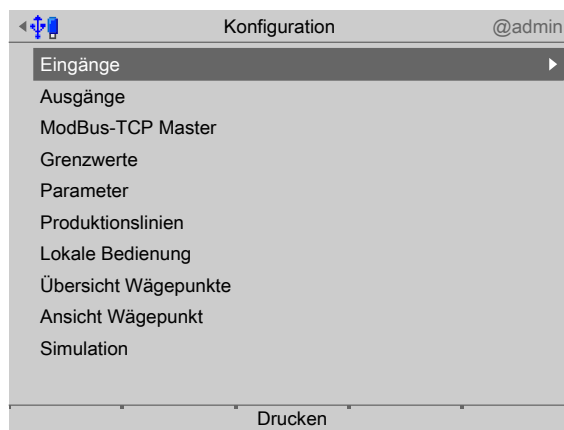 Konfiguration @admin
Eingänge
Ausgänge
ModBus-TCP Master
Grenzwerte
Parameter
Produktionslinien
Lokale Bedienung
Übersicht Wägepunkte
Ansicht Wägepunkt
Simulation
Drucken